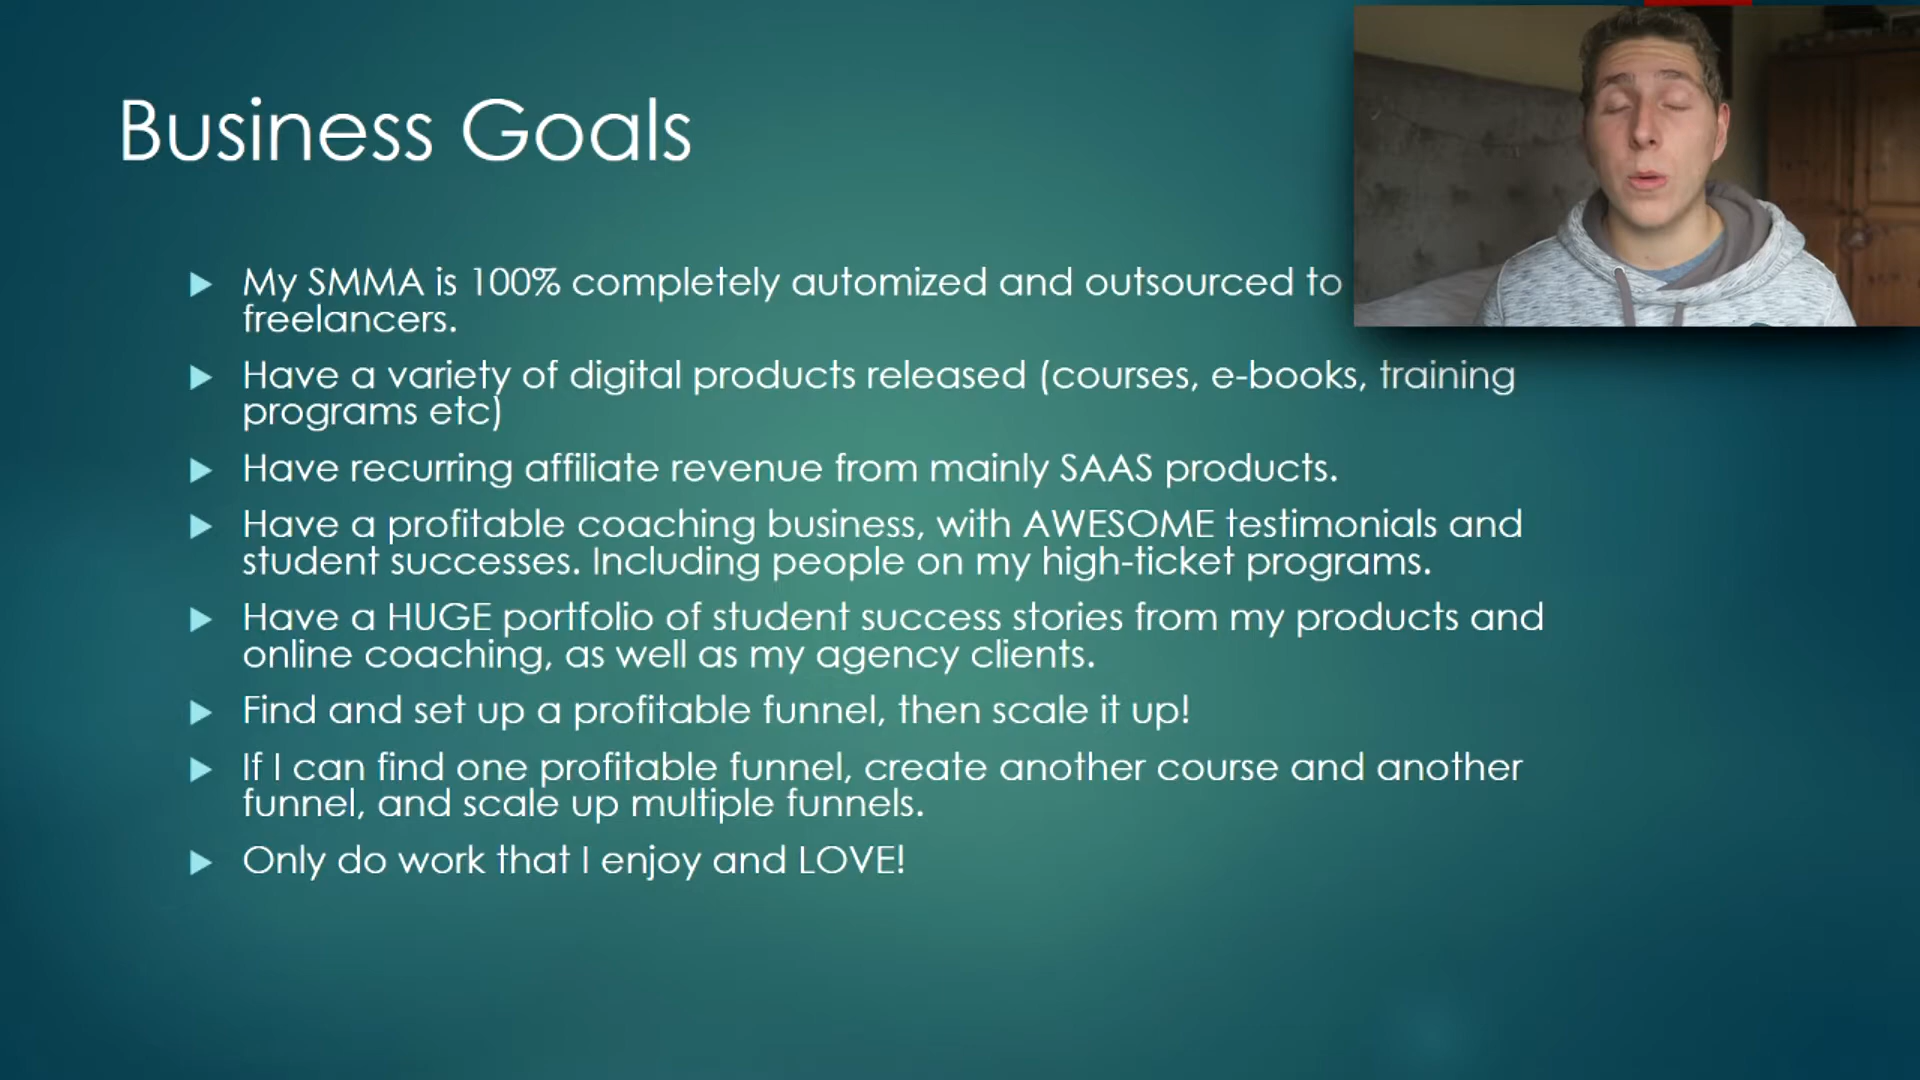 Business Goals
My SMMA is 100% completely automized and outsourced to
freelancers.
Have a variety of digital products released (courses, e-books, training
programs etc)
Have recurring affiliate revenue from mainly SAAS products.
Have a profitable coaching business, with AWESOME testimonials and
student successes. Including people on my high-ticket programs.
Have a HUGE portfolio of student success stories from my products and
online coaching, as well as my agency clients.
Find and set up a profitable funnel, then scale it up!
If I can find one profitable funnel, create another course and another
funnel, and scale up multiple funnels.
Only do work that I enjoy and LOVE!